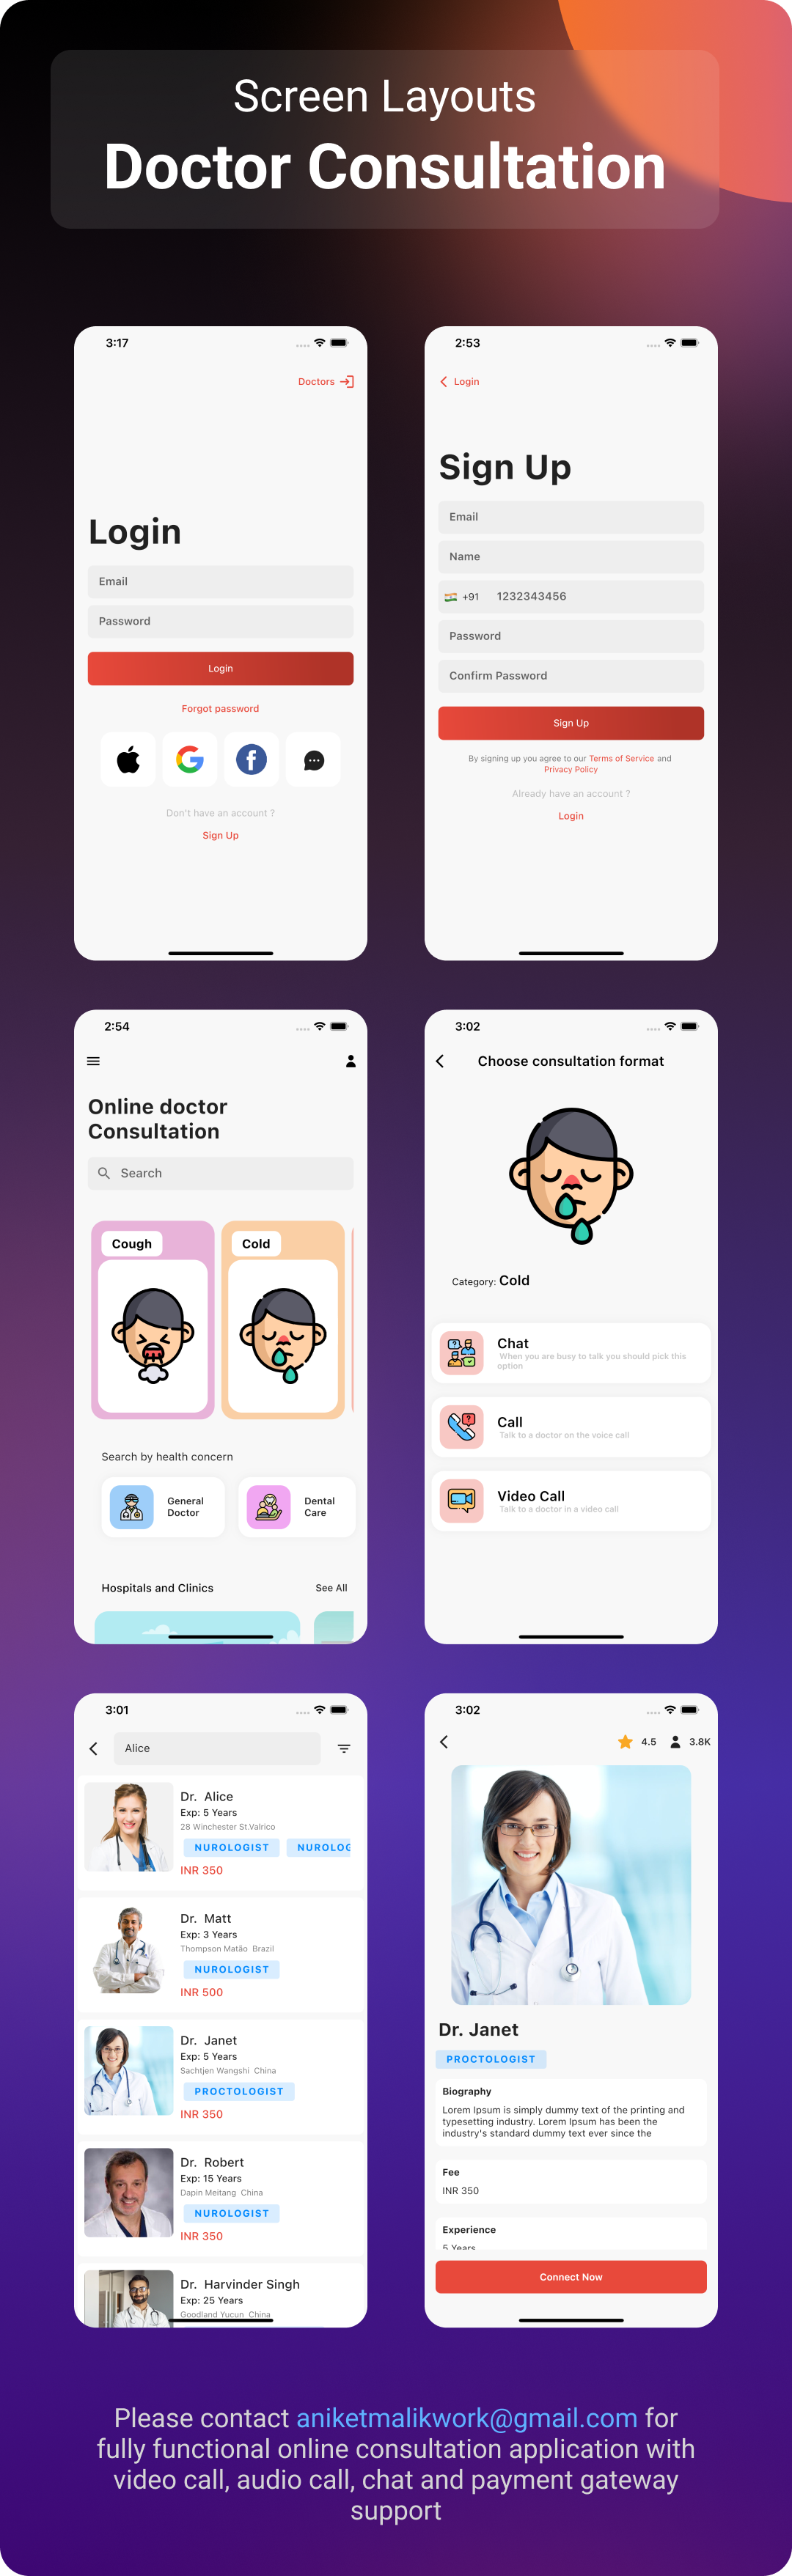 Screen Layouts
Doctor Consultation
3:17
Doctors
Login
Email
Password
Login
Forgot password
Don't have an account ?
Sign Up
2:53
Login
Sign Up
Email
Name
+91 1232343456
Password
Confirm Password
Sign Up
By signing up you agree to our Terms of Service and
Privacy Policy
Already have an account ?
Login
2:54
Online doctor
Consultation
Search
Cough
Cold
Search by health concern
General
Doctor
Dental
Care
Hospitals and Clinics
See All
3:02
Choose consultation format
Category: Cold
Chat
When you are busy to talk you should pick this
option
Call
Talk to a doctor on the voice call
Video Call
Talk to a doctor in a video call
3:01
Alice
Dr. Alice
Exp: 5 Years
28 Winchester St.Valrico
NUROLOGIST NUROLOG
INR 350
Dr. Matt
Exp: 3 Years
Thompson Matão Brazil
NUROLOGIST
INR 500
Dr. Janet
Exp: 5 Years
Sachtjen Wangshi China
PROCTOLOGIST
INR 350
Dr. Robert
Exp: 15 Years
Dapin Meitang China
NUROLOGIST
INR 350
Dr. Harvinder Singh
Exp: 25 Years
Goodland Yucun China
3:02
4.5 3.8K
Dr. Janet
PROCTOLOGIST
Biography
Lorem Ipsum is simply dummy text of the printing and
typesetting industry. Lorem Ipsum has been the
industry's standard dummy text ever since the
Fee
INR 350
Experience
5 Years
Connect Now
Please contact aniketmalikwork@gmail.com for
fully functional online consultation application with
video call, audio call, chat and payment gateway
support